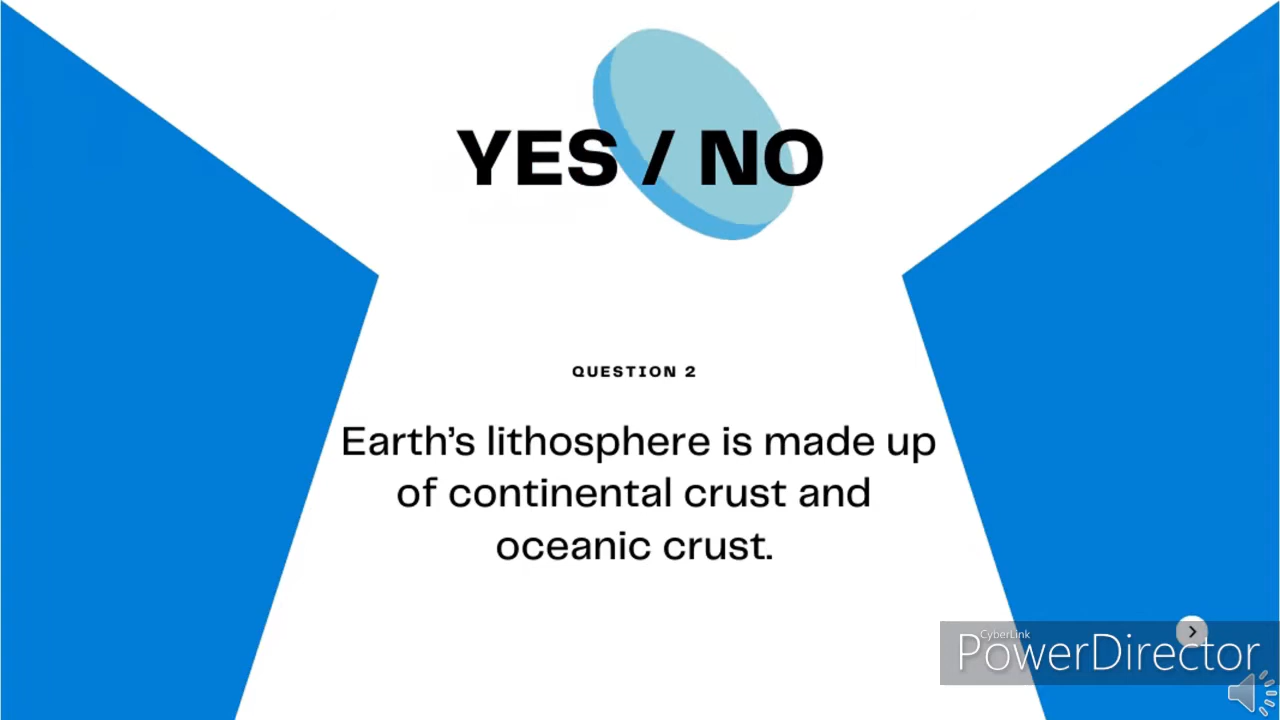 YES / NO
QUESTION 2
Earth’s lithosphere is made up
of continental crust and
oceanic crust.
CyberLink
PowerDirector